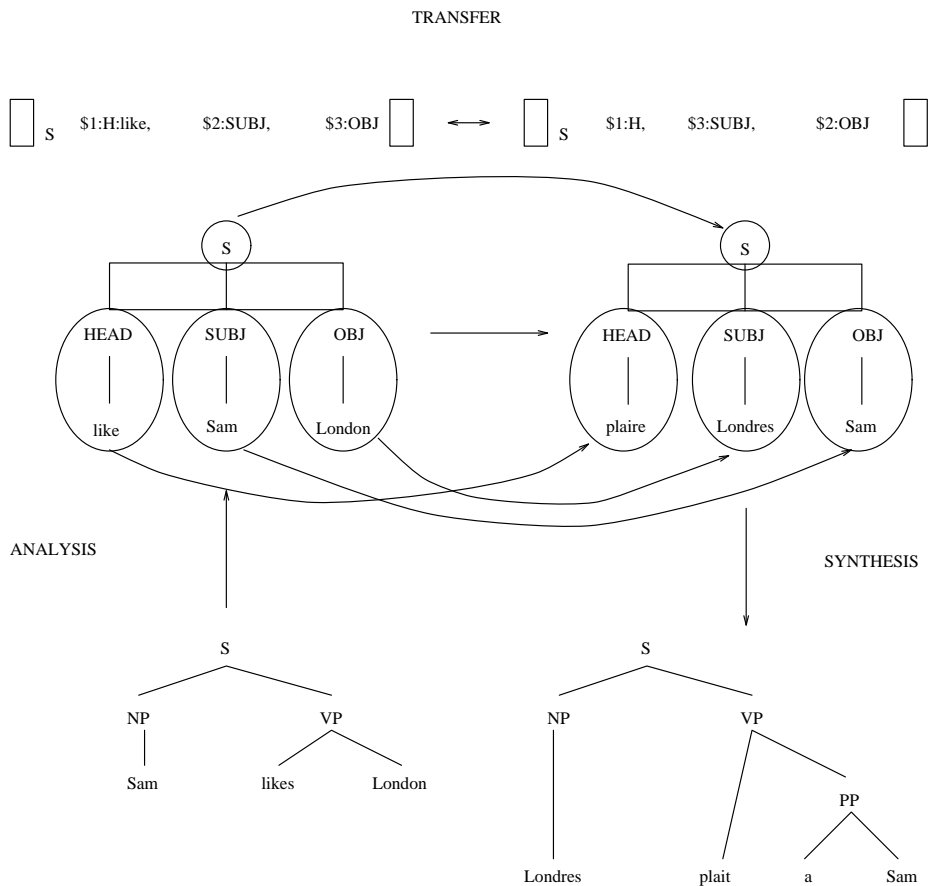 TRANSFER
S $1:H:like, $2:SUBJ, $3:OBJ S $1:H, $3:SUBJ, $2:OBJ
S S
HEAD SUBJ OBJ HEAD SUBJ OBJ
like Sam London plaire Londres Sam
ANALYSIS SYNTHESIS
S S
NP VP NP VP
Sam likes London
PP
Londres plait a Sam